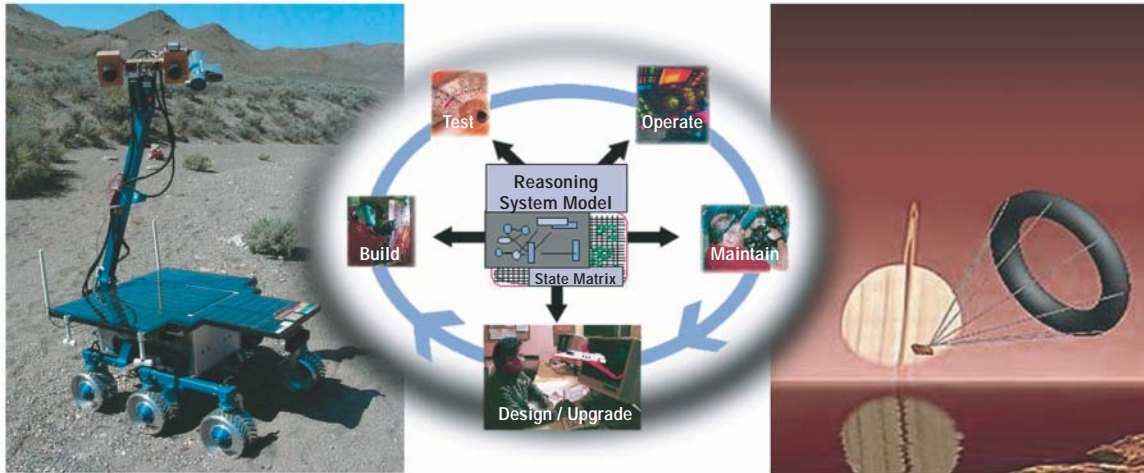 Test
Operate
Reasoning
System Model
Build
Maintain
State Matrix
Design / Upgrade